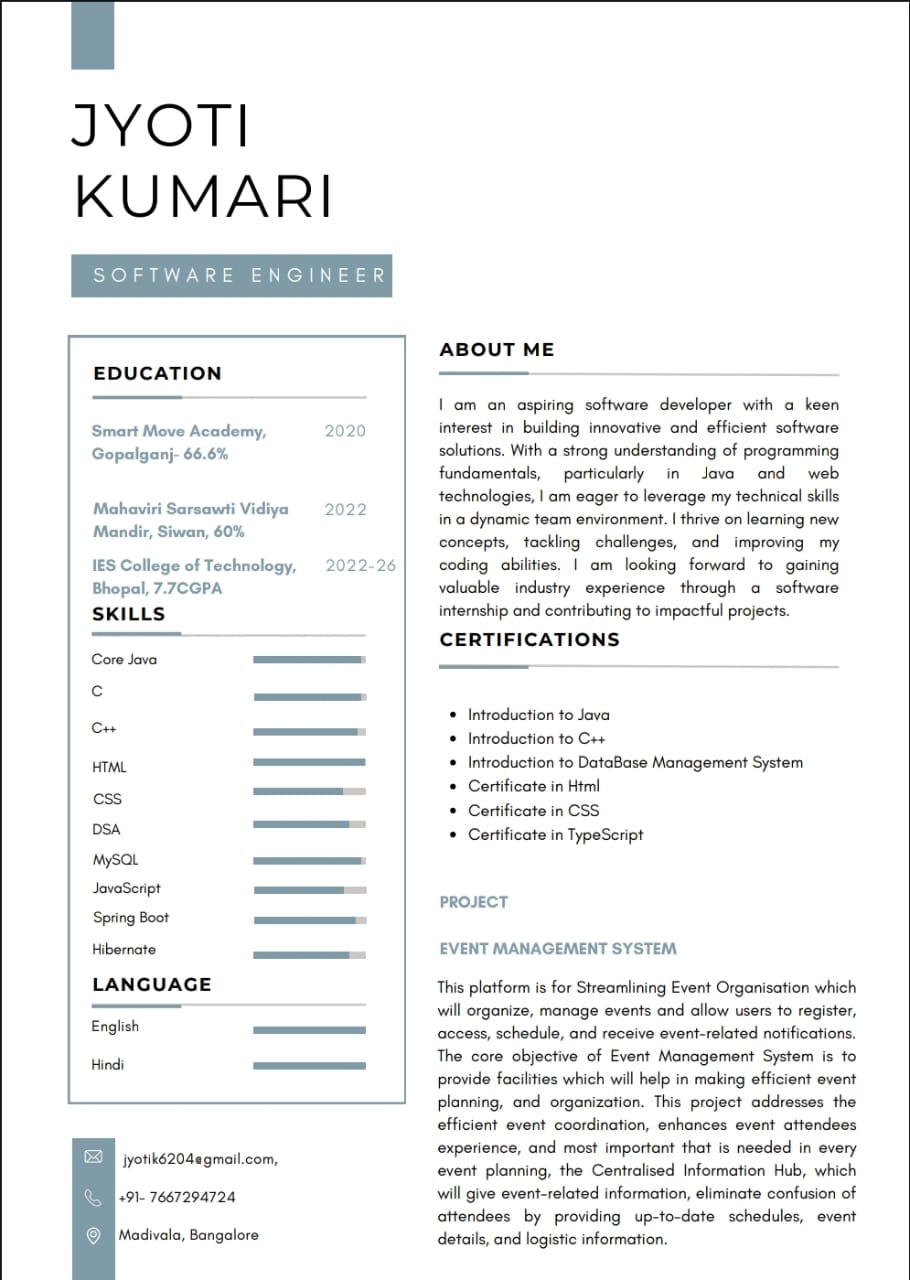 JYOTI
KUMARI
SOFTWARE ENGINEER
EDUCATION
Smart Move Academy, 2020
Gopalganj- 66.6%
Mahaviri Sarsawti Vidiya 2022
Mandir, Siwan, 60%
IES College of Technology, 2022-26
Bhopal, 7.7CGPA
SKILLS
Core Java
C
C++
HTML
CSS
DSA
MySQL
JavaScript
Spring Boot
Hibernate
LANGUAGE
English
Hindi
jyotik6204@gmail.com,
+91- 7667294724
Madivala, Bangalore
ABOUT ME
I am an aspiring software developer with a keen
interest in building innovative and efficient software
solutions. With a strong understanding of programming
fundamentals, particularly in Java and web
technologies, I am eager to leverage my technical skills
in a dynamic team environment. I thrive on learning new
concepts, tackling challenges, and improving my
coding abilities. I am looking forward to gaining
valuable industry experience through a software
internship and contributing to impactful projects.
CERTIFICATIONS
• Introduction to Java
• Introduction to C++
• Introduction to DataBase Management System
• Certificate in Html
• Certificate in CSS
• Certificate in TypeScript
PROJECT
EVENT MANAGEMENT SYSTEM
This platform is for Streamlining Event Organisation which
will organize, manage events and allow users to register,
access, schedule, and receive event-related notifications.
The core objective of Event Management System is to
provide facilities which will help in making efficient event
planning, and organization. This project addresses the
efficient event coordination, enhances event attendees
experience, and most important that is needed in every
event planning, the Centralised Information Hub, which
will give event-related information, eliminate confusion of
attendees by providing up-to-date schedules, event
details, and logistic information.